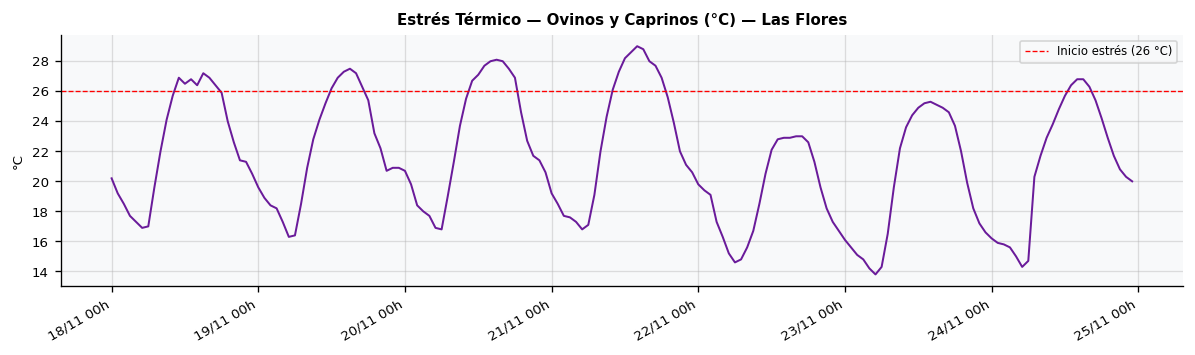 Estrés Térmico — Ovinos y Caprinos (°C) — Las Flores
Inicio estrés (26 °C)
°C
28
26
24
22
20
18
16
14
18/11 00h
19/11 00h
20/11 00h
21/11 00h
22/11 00h
23/11 00h
24/11 00h
25/11 00h